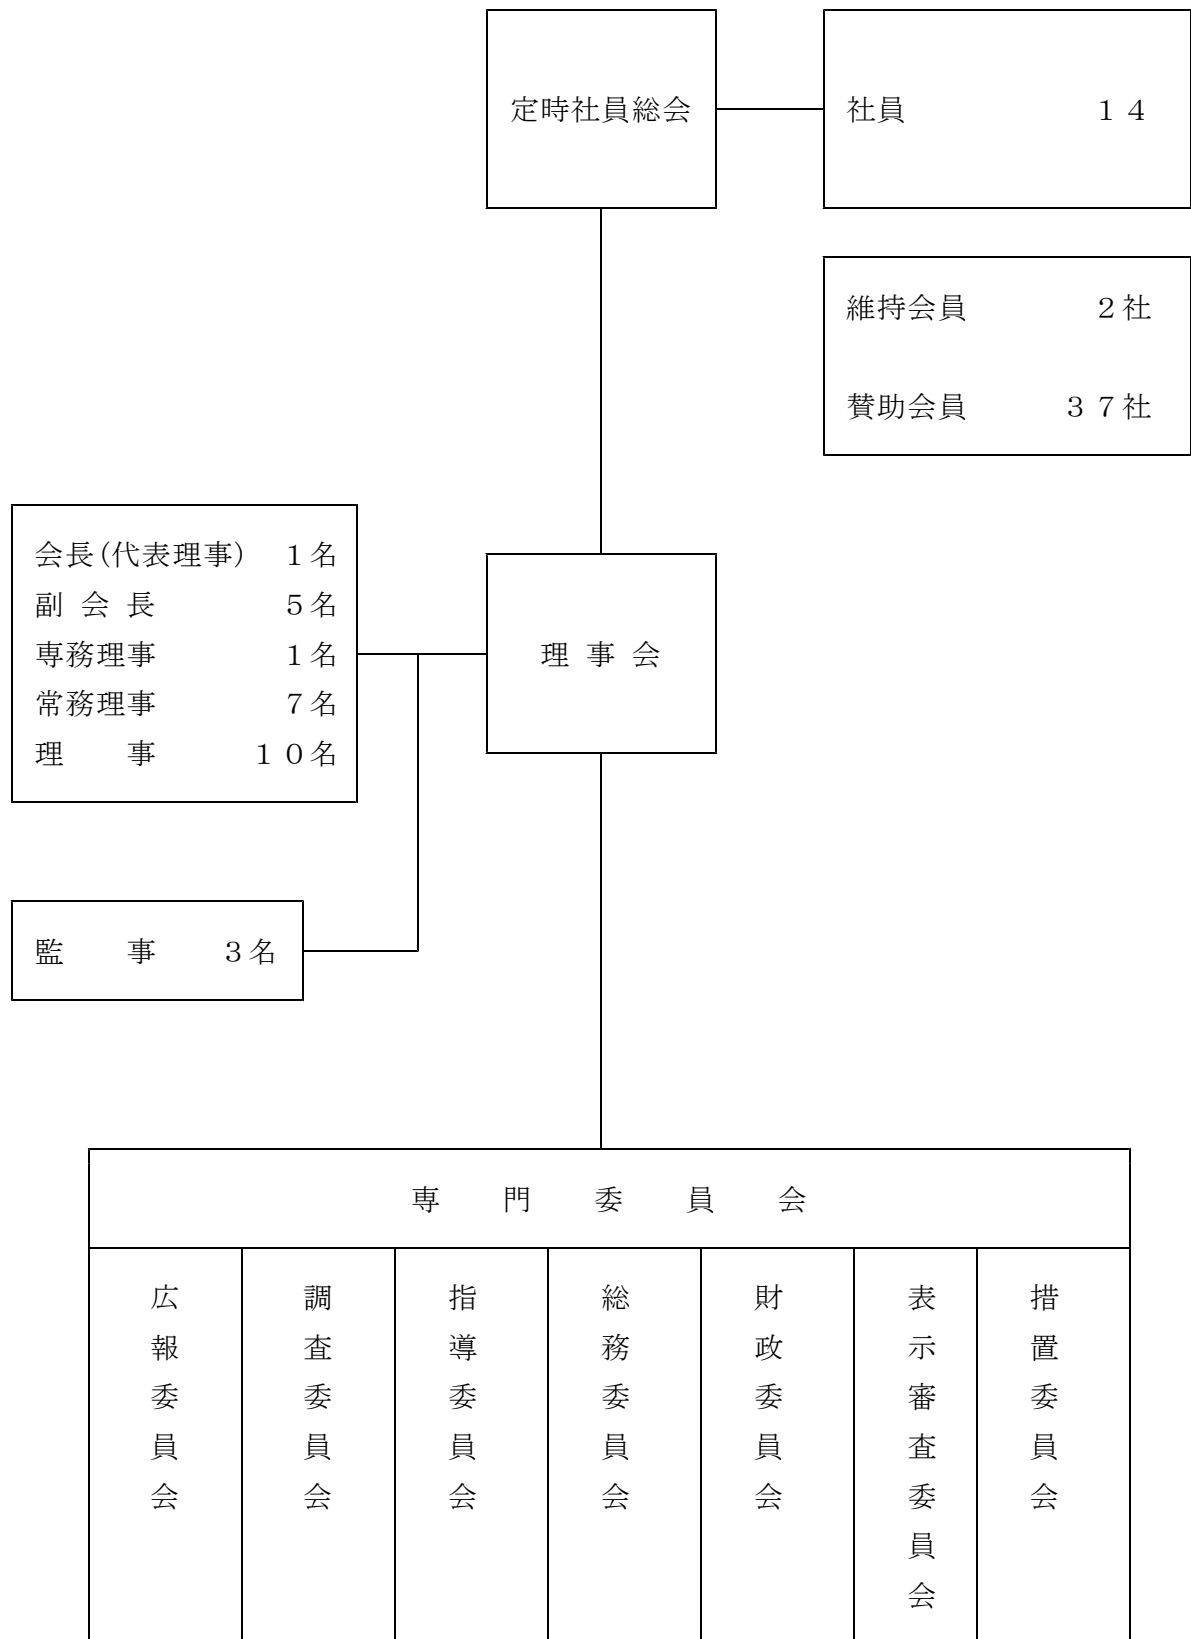 定時社員総会
社員 １４
維持会員 ２社
賛助会員 ３７社
会長(代表理事) １名
副会長 ５名
専務理事 １名
常務理事 ７名
理事 １０名
理事会
監事 ３名
専門委員会
広報委員会
調査委員会
指導委員会
総務委員会
財政委員会
表示審査委員会
措置委員会